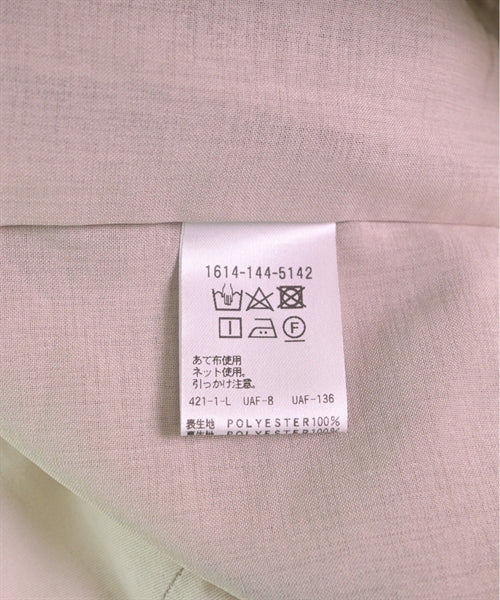 1614-144-5142
F
あて布使用
ネット使用。
引っかけ注意。
421-1-L UAF-8 UAF-136
表生地 POLYESTER100%